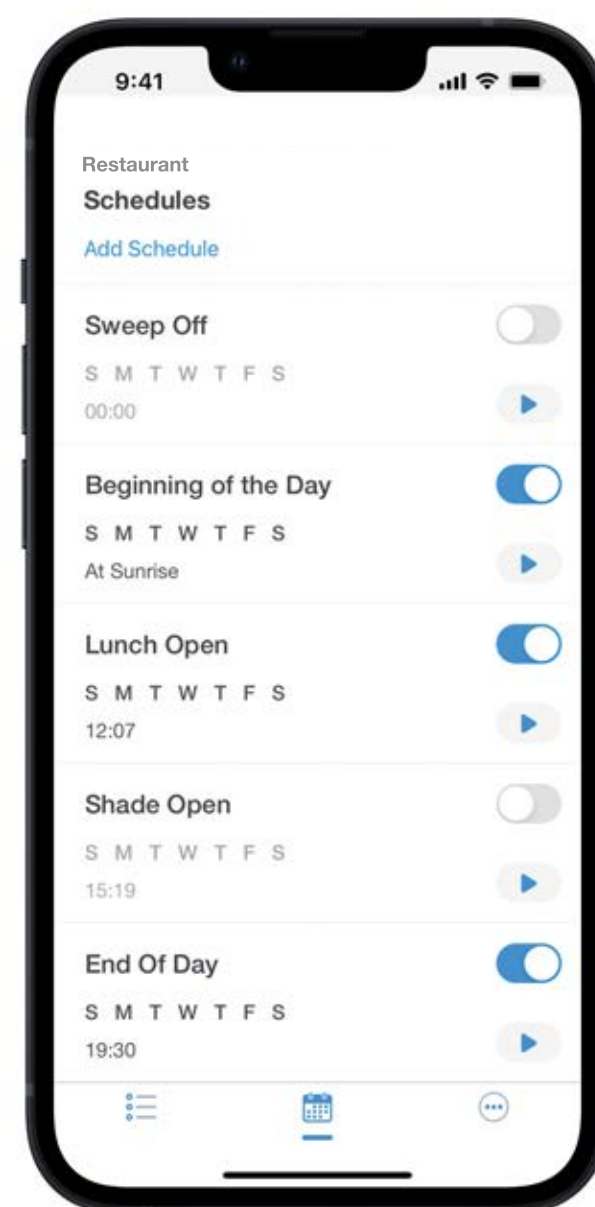 9:41
Restaurant
Schedules
Add Schedule
Sweep Off
S M T W T F S
00:00
Beginning of the Day
S M T W T F S
At Sunrise
Lunch Open
S M T W T F S
12:07
Shade Open
S M T W T F S
15:19
End Of Day
S M T W T F S
19:30